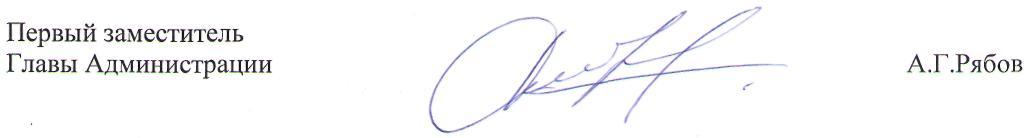 Первый заместитель
Главы Администрации А.Г.Рябов